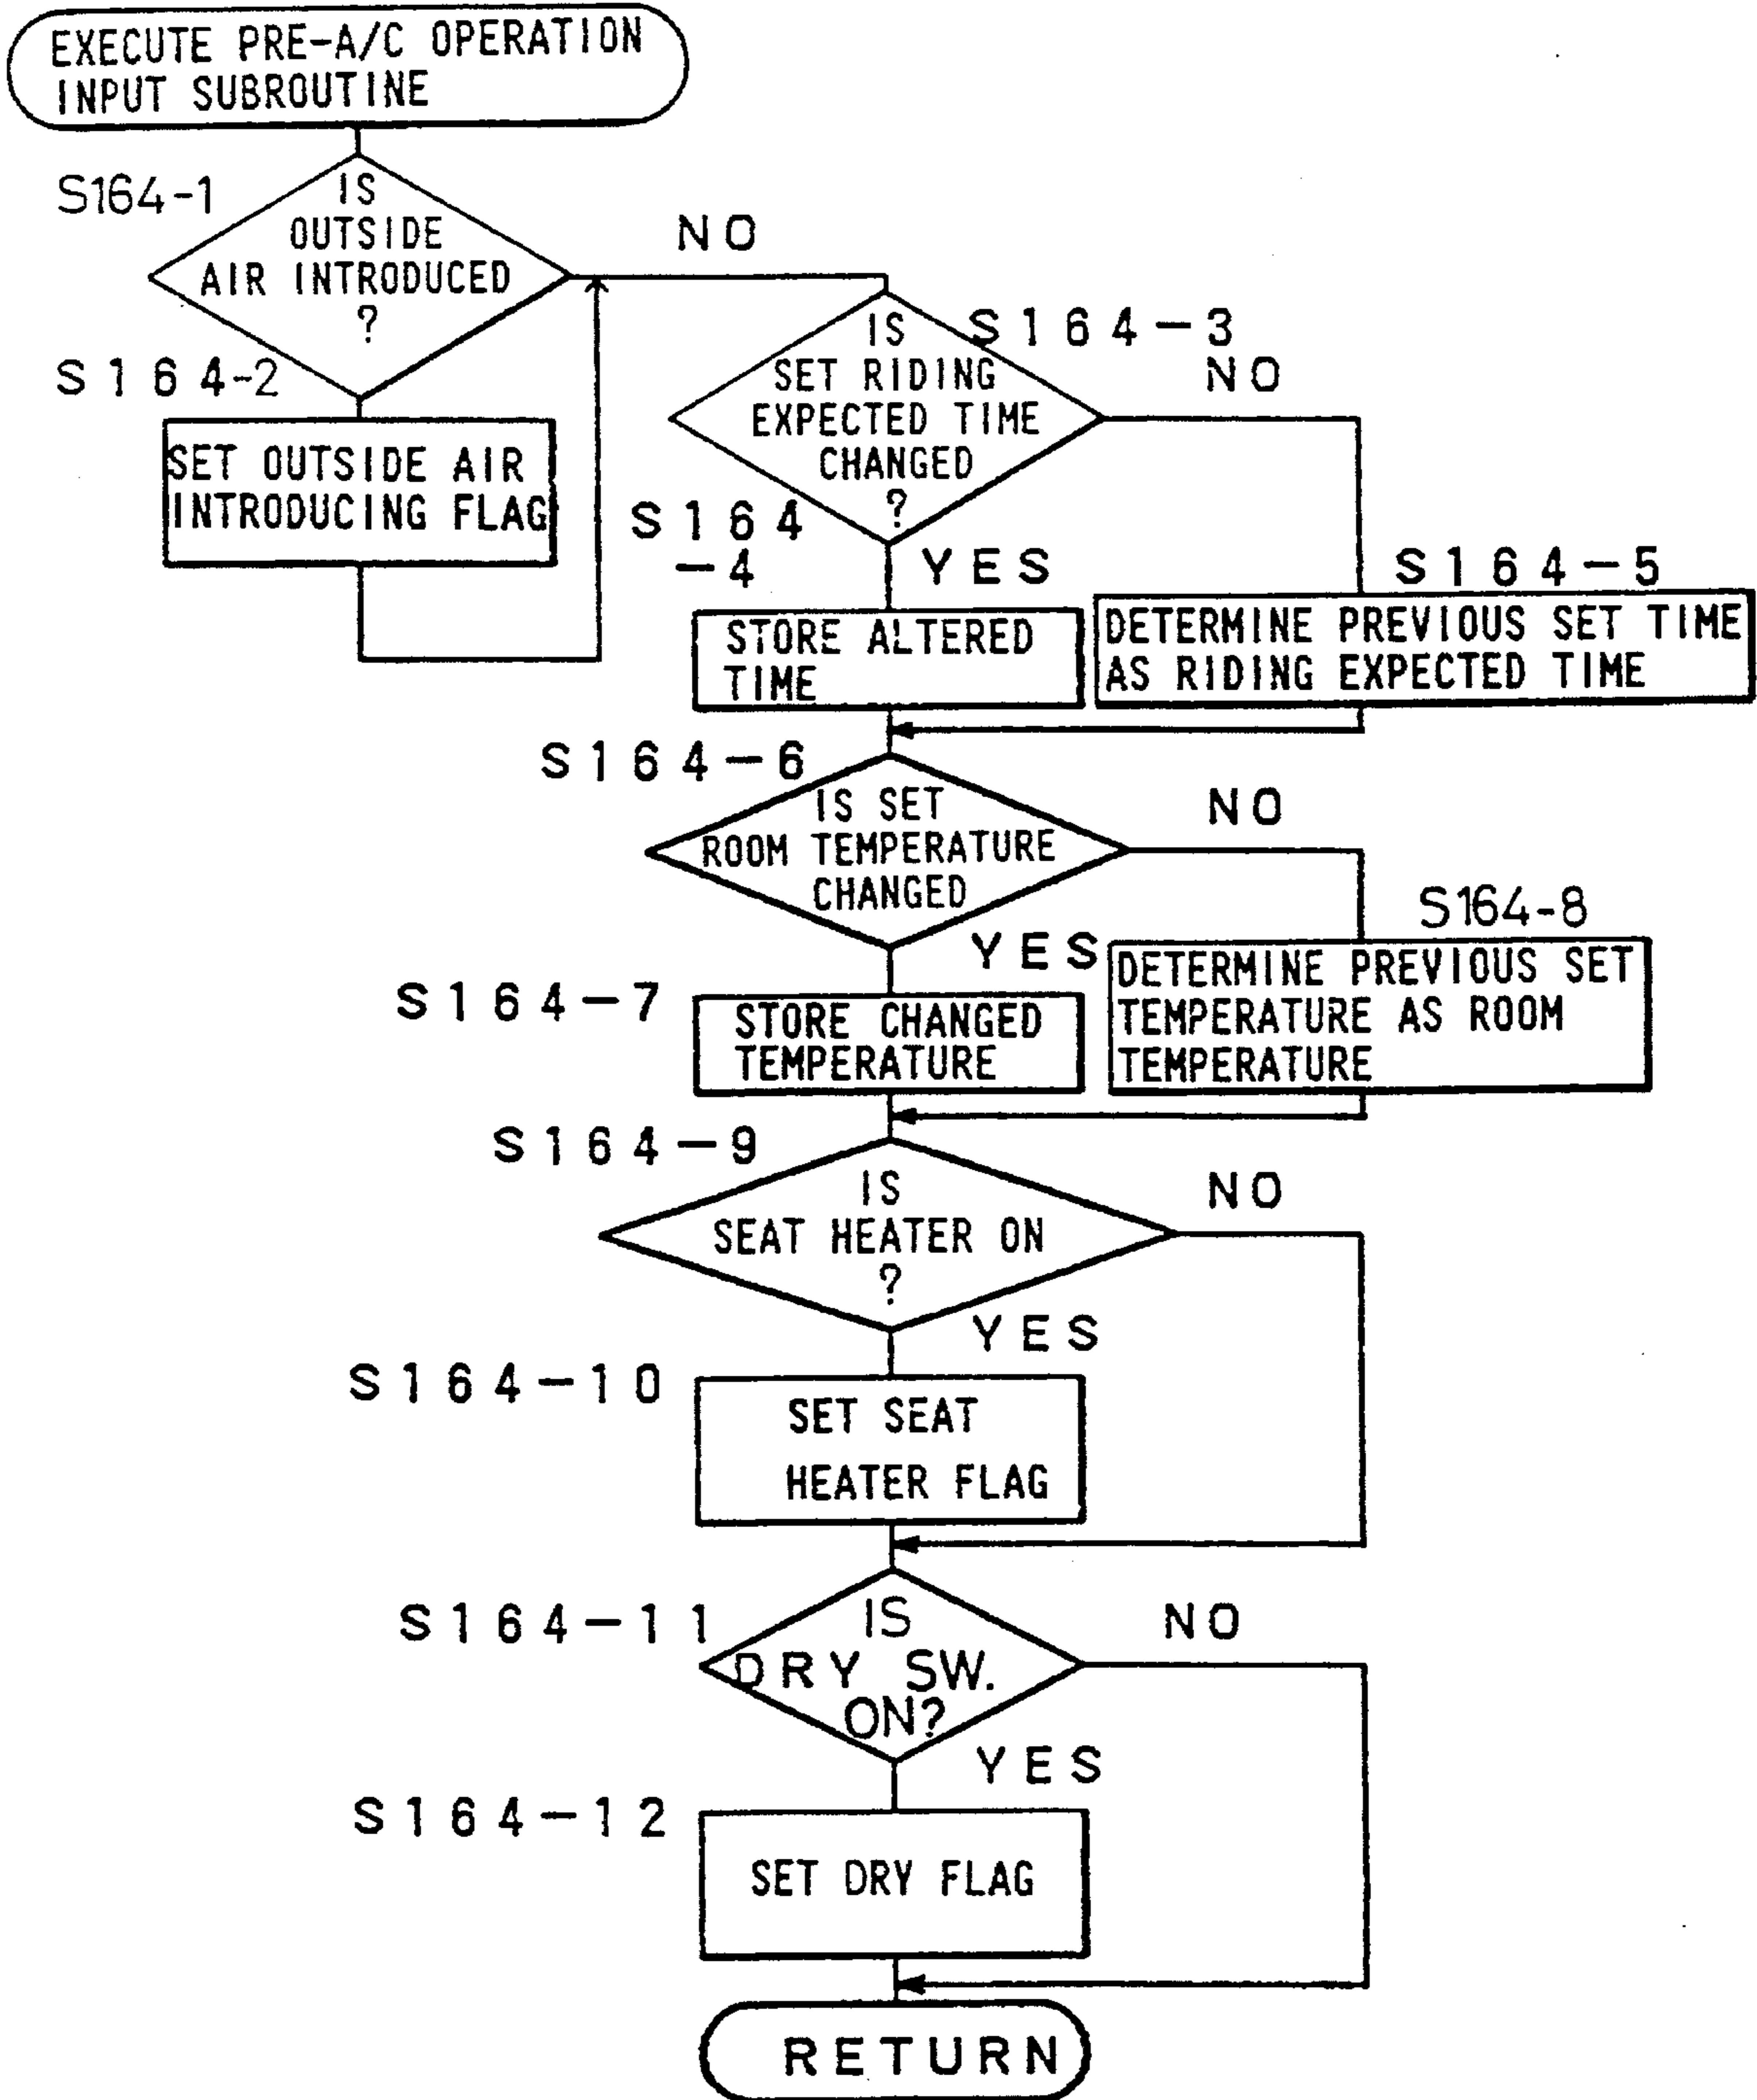 EXECUTE PRE-A/C OPERATION
INPUT SUBROUTINE
S164-1
IS
OUTSIDE
AIR INTRODUCED
?
NO
S164-2
SET OUTSIDE AIR
INTRODUCING FLAG
S164-3
IS
SET RIDING
EXPECTED TIME
CHANGED
?
NO
S164
-4
YES
STORE ALTERED
TIME
S164-5
DETERMINE PREVIOUS SET TIME
AS RIDING EXPECTED TIME
S164-6
IS SET
ROOM TEMPERATURE
CHANGED
NO
YES
S164-7
STORE CHANGED
TEMPERATURE
S164-8
DETERMINE PREVIOUS SET
TEMPERATURE AS ROOM
TEMPERATURE
S164-9
IS
SEAT HEATER ON
?
NO
YES
S164-10
SET SEAT
HEATER FLAG
S164-11
IS
DRY SW.
ON?
NO
YES
S164-12
SET DRY FLAG
RETURN